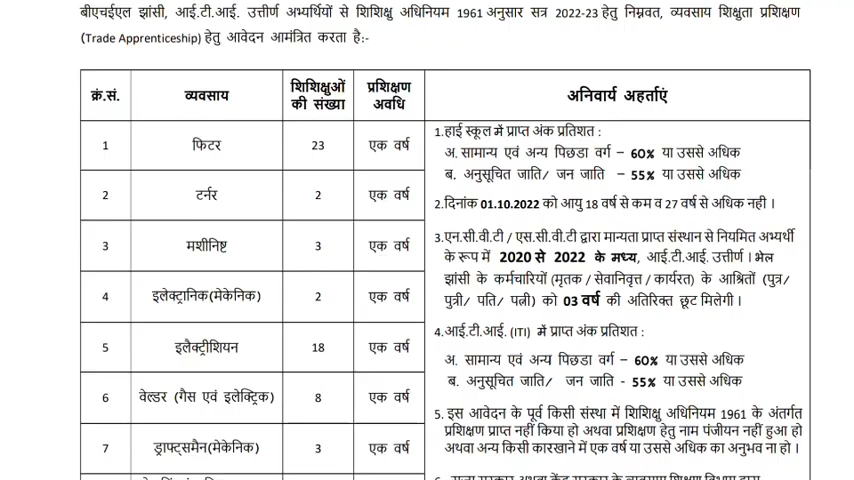 बीएचईएल झांसी, आई.टी.आई. उत्तीर्ण अभ्यर्थियों से शिशिक्षु अधिनियम 1961 अनुसार सत्र 2022-23 हेतु निम्नवत, व्यवसाय शिक्षुता प्रशिक्षण
(Trade Apprenticeship) हेतु आवेदन आमंत्रित करता है:-
क्रं.सं. व्यवसाय शिशिक्षुओं की संख्या प्रशिक्षण अवधि अनिवार्य अहर्ताएं
1 फिटर 23 एक वर्ष
2 टर्नर 2 एक वर्ष
3 मशीनिष्ट 3 एक वर्ष
4 इलेक्ट्रानिक(मेकेनिक) 2 एक वर्ष
5 इलैक्ट्रीशियन 18 एक वर्ष
6 वेल्डर (गैस एवं इलेक्ट्रिक) 8 एक वर्ष
7 ड्राफ्ट्समैन(मेकेनिक) 3 एक वर्ष
1.हाई स्कूल में प्राप्त अंक प्रतिशत :
अ. सामान्य एवं अन्य पिछडा वर्ग – 60% या उससे अधिक
ब. अनुसूचित जाति/ जन जाति – 55% या उससे अधिक
2.दिनांक 01.10.2022 को आयु 18 वर्ष से कम व 27 वर्ष से अधिक नही ।
3.एन.सी.वी.टी / एस.सी.वी.टी द्वारा मान्यता प्राप्त संस्थान से नियमित अभ्यर्थी
के रूप में 2020 से 2022 के मध्य, आई.टी.आई. उत्तीर्ण । भेल
झांसी के कर्मचारियों (मृतक / सेवानिवृत्त / कार्यरत) के आश्रितों (पुत्र/
पुत्री/ पति/ पत्नी) को 03 वर्ष की अतिरिक्त छूट मिलेगी ।
4.आई.टी.आई. (ITI) में प्राप्त अंक प्रतिशत :
अ. सामान्य एवं अन्य पिछडा वर्ग – 60% या उससे अधिक
ब. अनुसूचित जाति/ जन जाति - 55% या उससे अधिक
5. इस आवेदन के पूर्व किसी संस्था में शिशिक्षु अधिनियम 1961 के अंतर्गत
प्रशिक्षण प्राप्त नहीं किया हो अथवा प्रशिक्षण हेतु नाम पंजीयन नहीं हुआ हो
अथवा अन्य किसी कारखाने में एक वर्ष या उससे अधिक का अनुभव ना हो ।